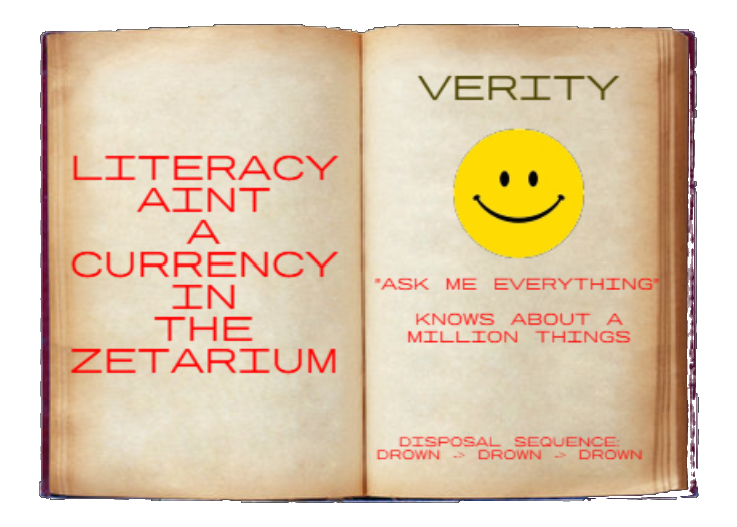 LITERACY
AINT
A
CURRENCY
IN
THE
ZETARIUM
VERITY
"ASK ME EVERYTHING"
KNOWS ABOUT A
MILLION THINGS
DISPOSAL SEQUENCE:
DROWN -> DROWN -> DROWN